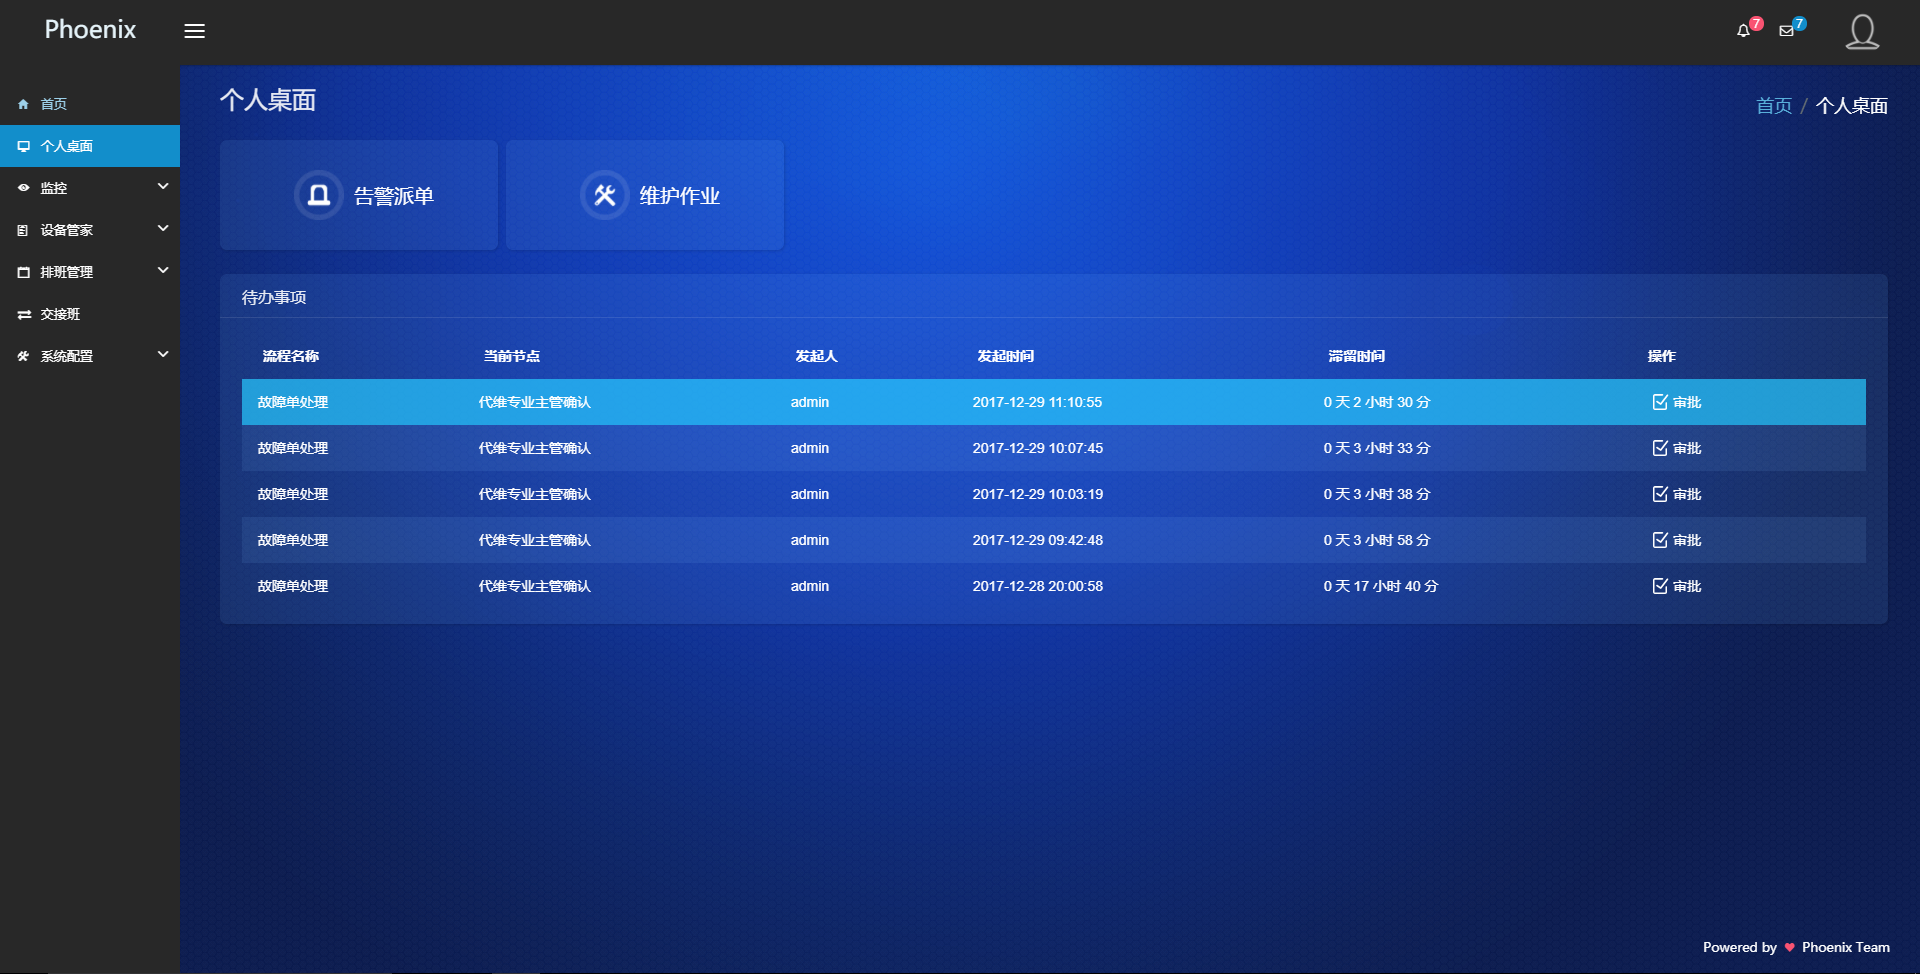 Phoenix
7
7
首页
个人桌面
监控
设备管家
排班管理
交接班
系统配置
个人桌面
首页 / 个人桌面
告警派单
维护作业
待办事项
流程名称 当前节点 发起人 发起时间 滞留时间 操作
故障单处理 代维专业主管确认 admin 2017-12-29 11:10:55 0 天 2 小时 30 分 审批
故障单处理 代维专业主管确认 admin 2017-12-29 10:07:45 0 天 3 小时 33 分 审批
故障单处理 代维专业主管确认 admin 2017-12-29 10:03:19 0 天 3 小时 38 分 审批
故障单处理 代维专业主管确认 admin 2017-12-29 09:42:48 0 天 3 小时 58 分 审批
故障单处理 代维专业主管确认 admin 2017-12-28 20:00:58 0 天 17 小时 40 分 审批
Powered by ♥ Phoenix Team